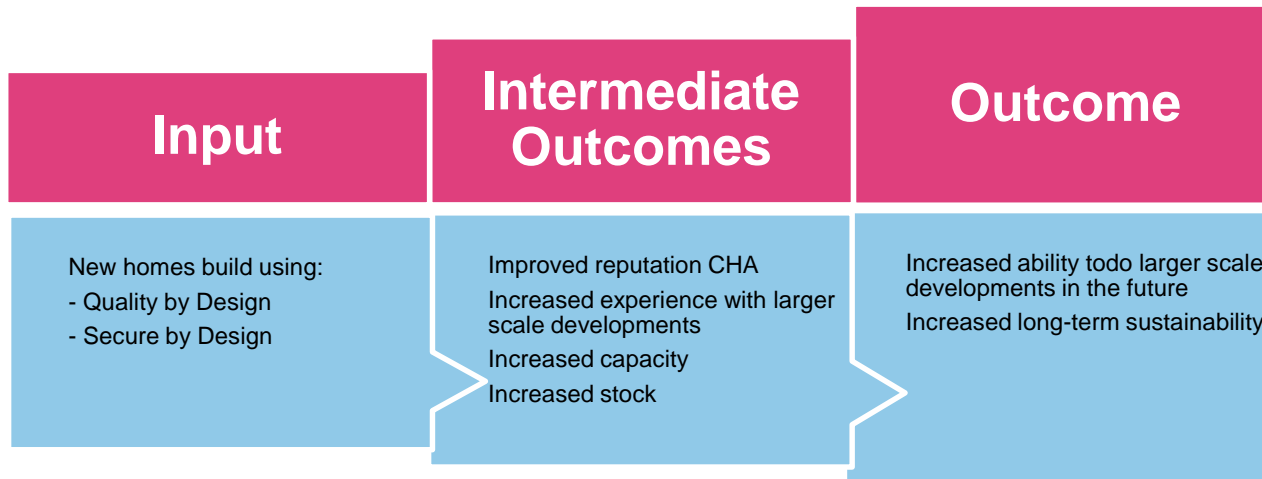 Input
Intermediate
Outcomes
Outcome
New homes build using:
- Quality by Design
- Secure by Design
Improved reputation CHA
Increased experience with larger
scale developments
Increased capacity
Increased stock
Increased ability todo larger scale
developments in the future
Increased long-term sustainability